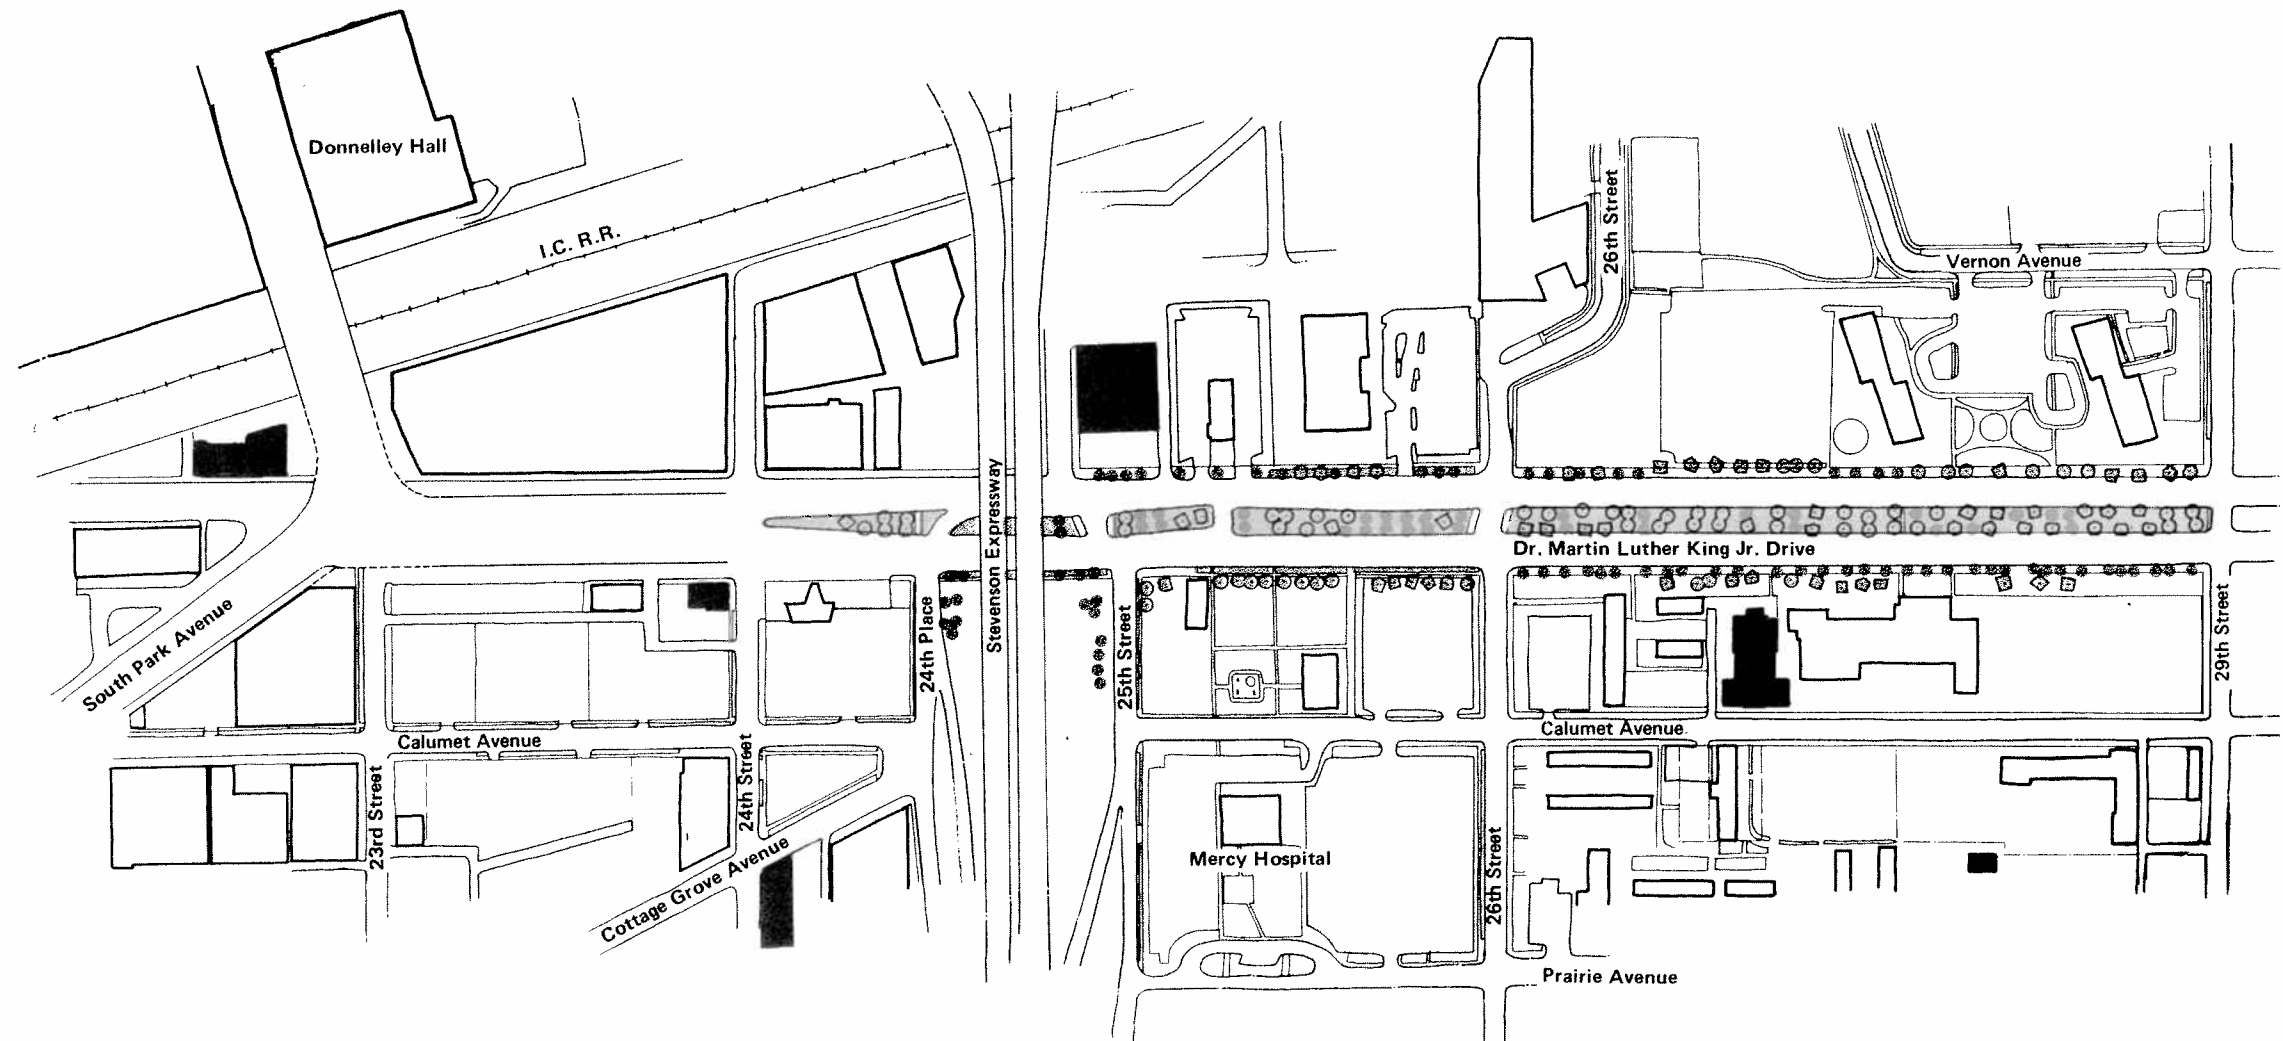 Donnelley Hall
I.C. R.R.
26th Street
Vernon Avenue
Stevenson Expressway
Dr. Martin Luther King Jr. Drive
South Park Avenue
24th Place
25th Street
29th Street
Calumet Avenue
Calumet Avenue
23rd Street
24th Street
Cottage Grove Avenue
Mercy Hospital
26th Street
Prairie Avenue